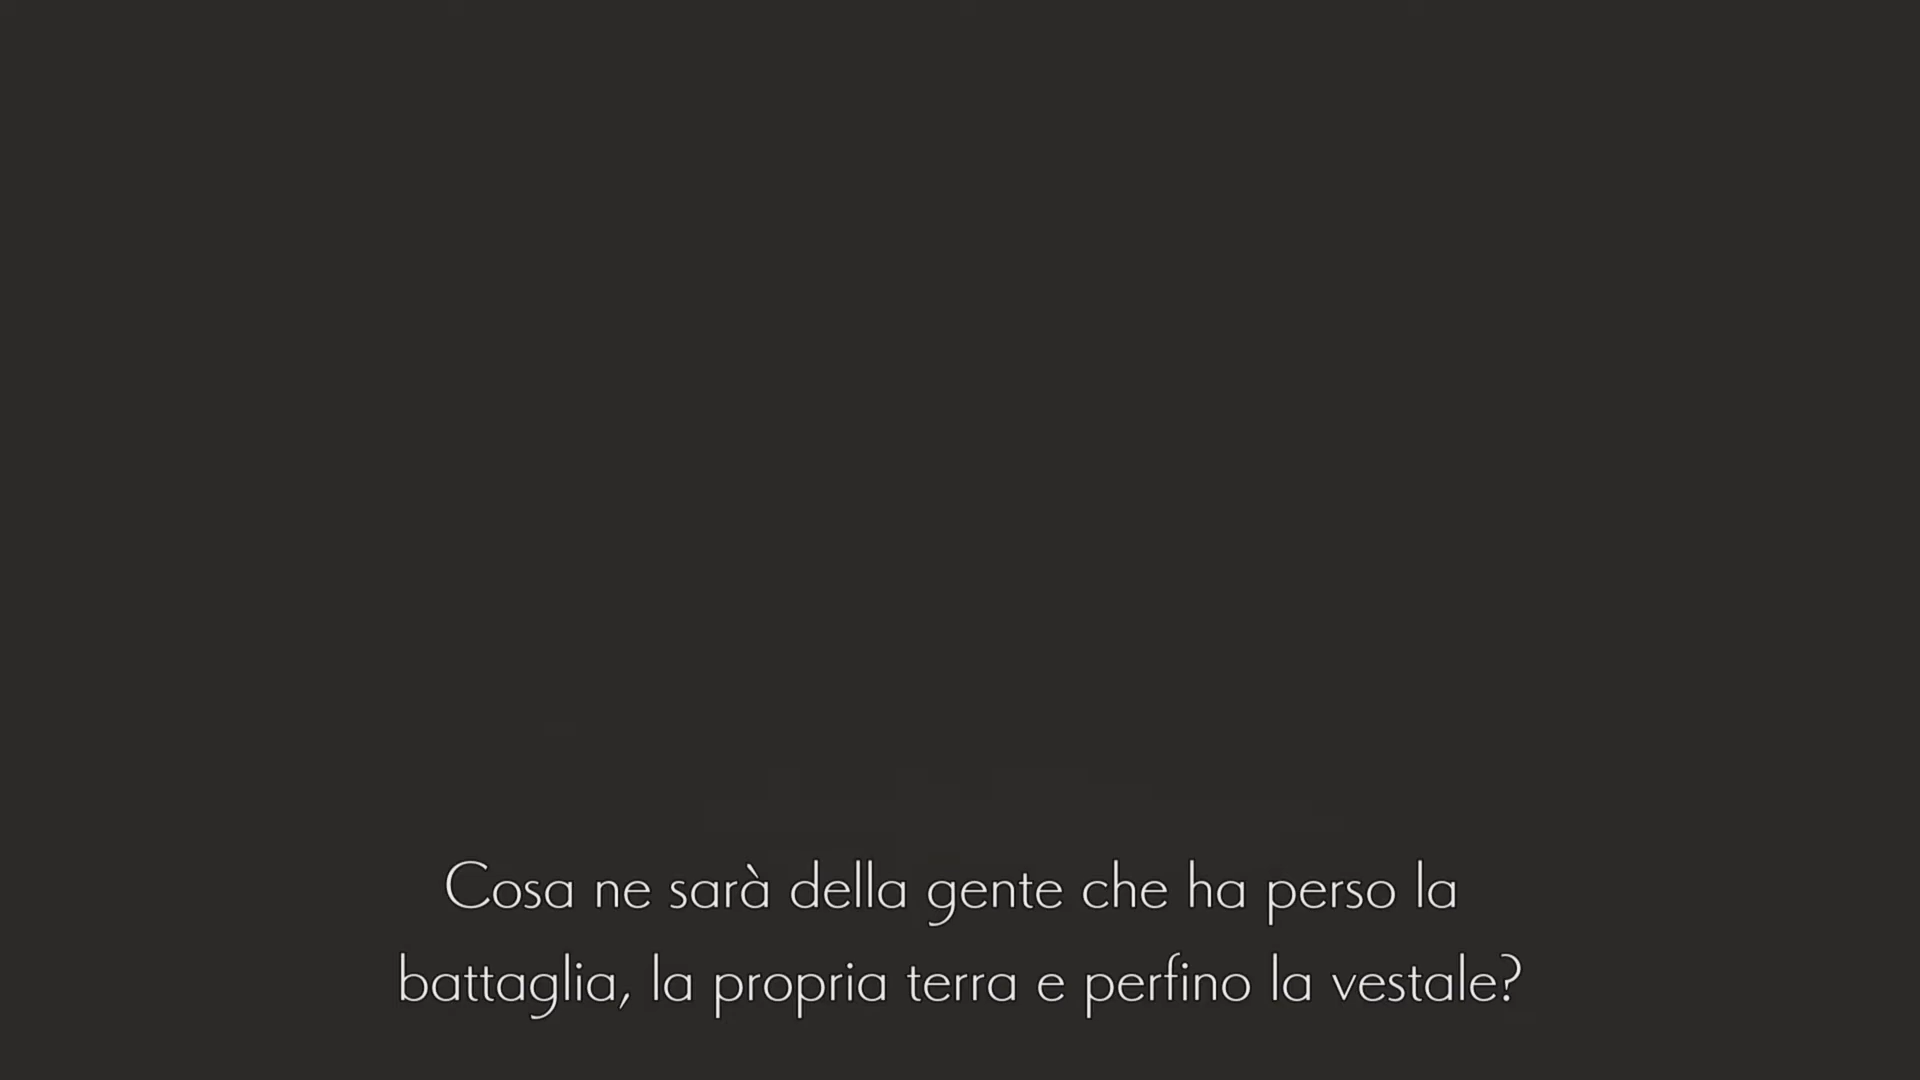 Cosa ne sarà della gente che ha perso la
battaglia, la propria terra e perfino la vestale?